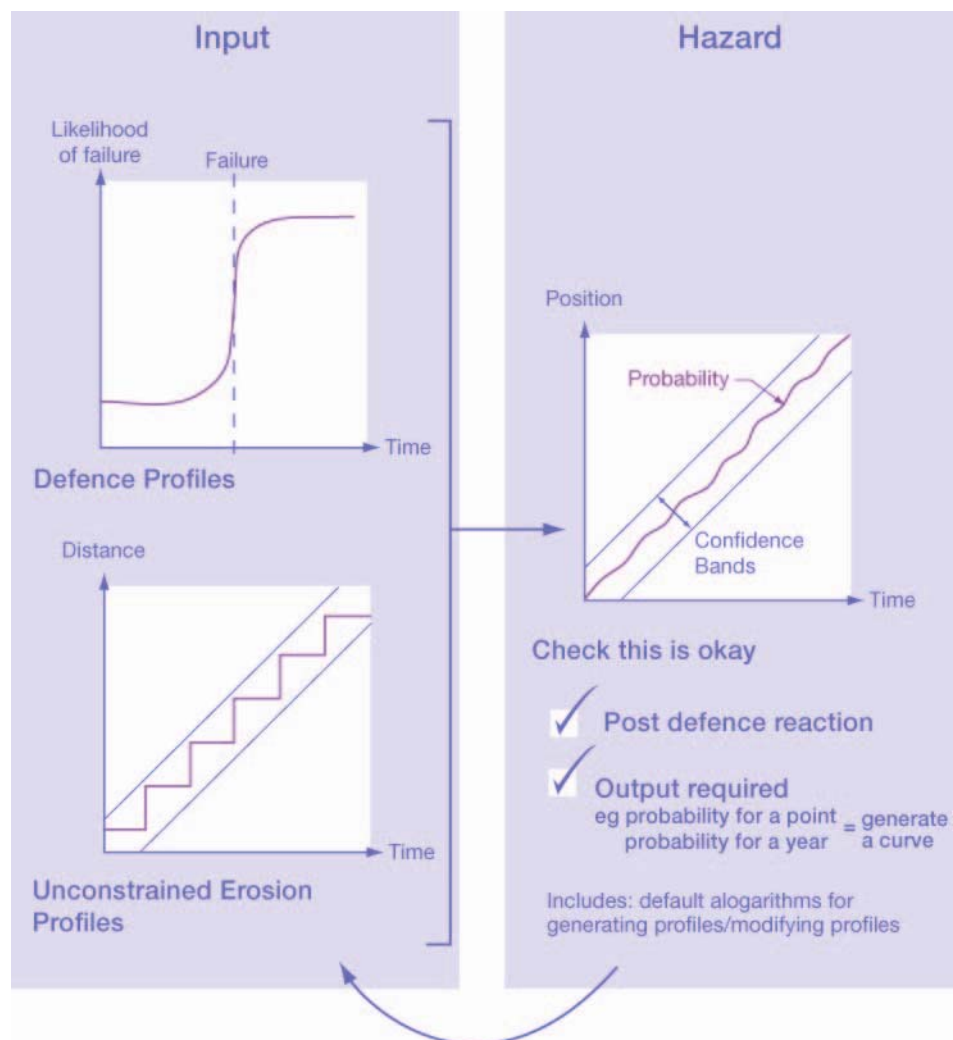 Input
Likelihood
of failure
Failure
Time
Defence Profiles
Distance
Time
Unconstrained Erosion
Profiles
Hazard
Position
Probability
Confidence
Bands
Time
Check this is okay
Post defence reaction
Output required
eg probability for a point = generate
probability for a year a curve
Includes: default alogarithms for
generating profiles/modifying profiles